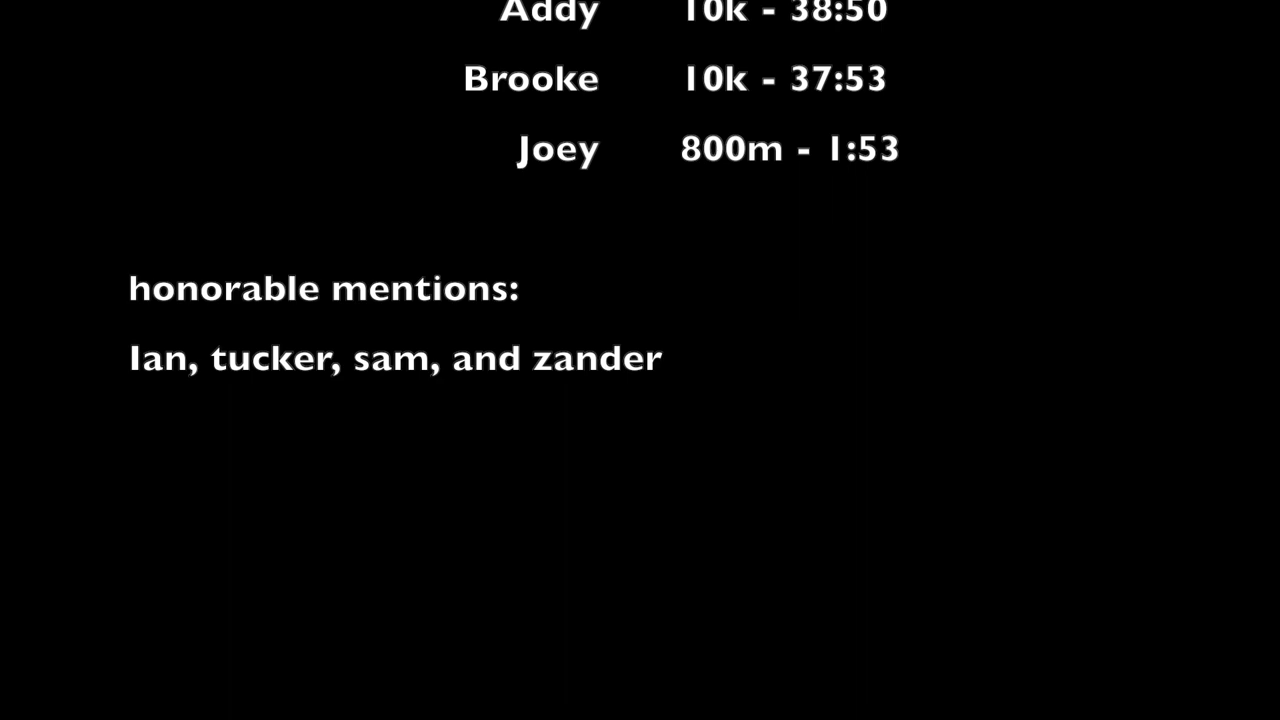 Addy 10k - 38:50
Brooke 10k - 37:53
Joey 800m - 1:53
honorable mentions:
Ian, tucker, sam, and zander